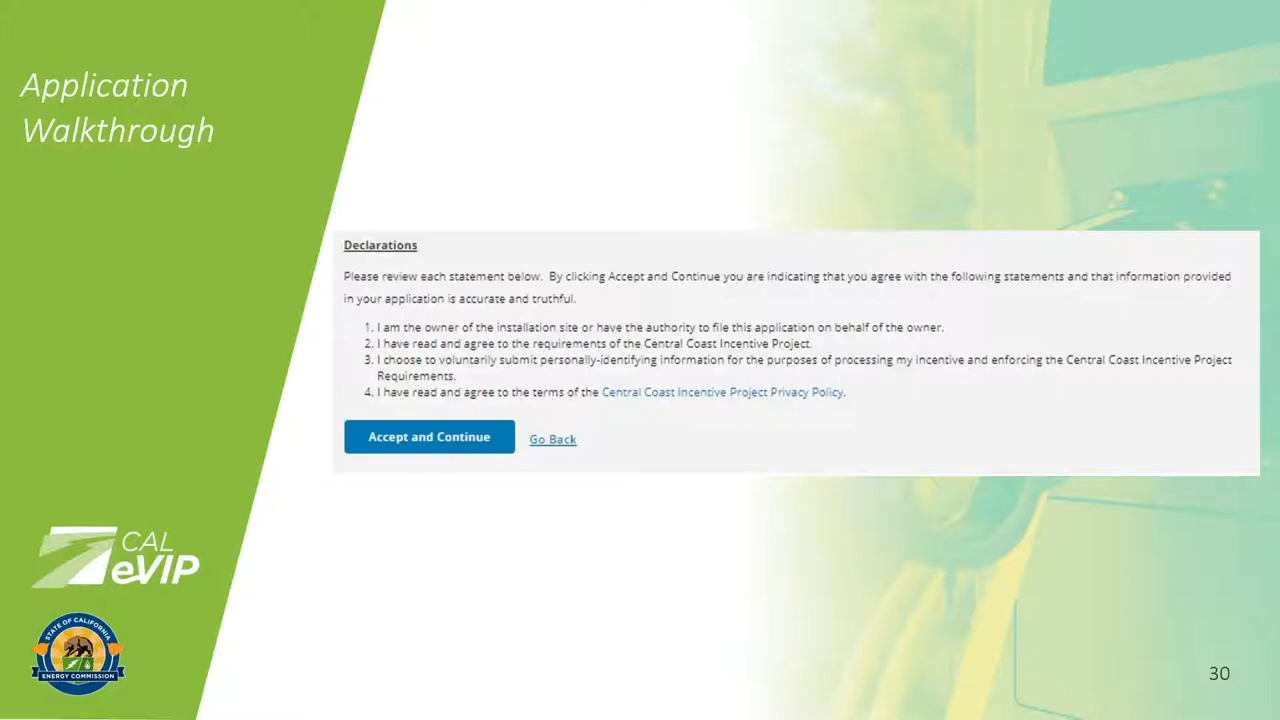 Application
Walkthrough
Declarations
Please review each statement below.  By clicking Accept and Continue you are indicating that you agree with the following statements and that information provided
in your application is accurate and truthful.
1. I am the owner of the installation site or have the authority to file this application on behalf of the owner.
2. I have read and agree to the requirements of the Central Coast Incentive Project.
3. I choose to voluntarily submit personally-identifying information for the purposes of processing my incentive and enforcing the Central Coast Incentive Project
Requirements.
4. I have read and agree to the terms of the Central Coast Incentive Project Privacy Policy.
Accept and Continue Go Back
CAL
eVIP
STATE OF CALIFORNIA
ENERGY COMMISSION
30